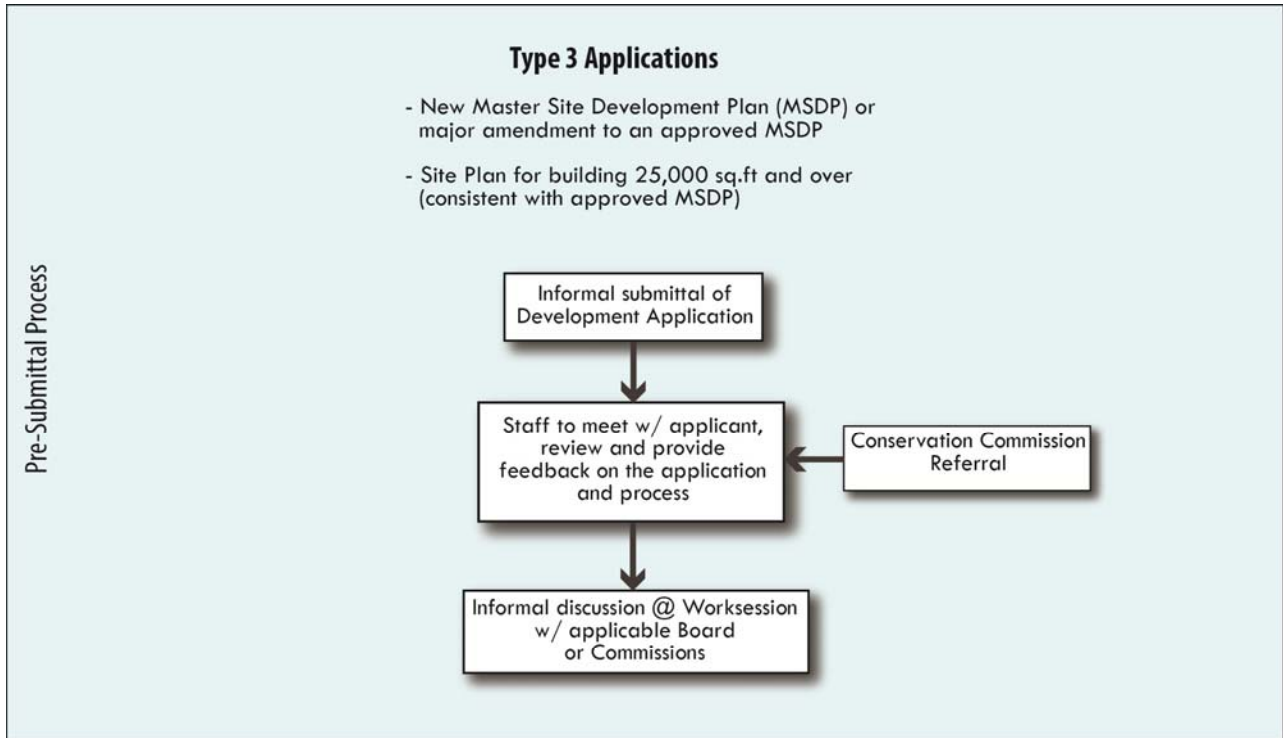 Type 3 Applications
- New Master Site Development Plan (MSDP) or
major amendment to an approved MSDP
- Site Plan for building 25,000 sq.ft and over
(consistent with approved MSDP)
Pre-Submittal Process
Informal submittal of
Development Application
Staff to meet w/ applicant,
review and provide
feedback on the application
and process
Conservation Commission
Referral
Informal discussion @ Worksession
w/ applicable Board
or Commissions